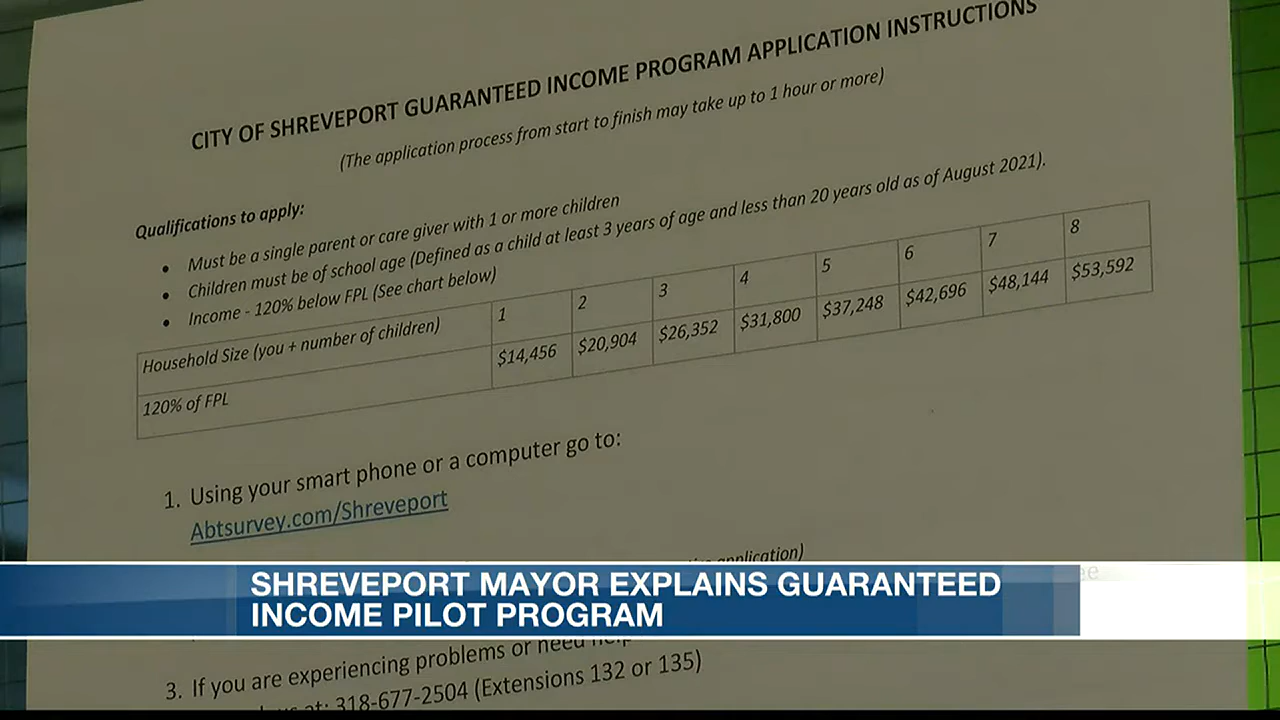 CITY OF SHREVEPORT GUARANTEED INCOME PROGRAM APPLICATION INSTRUCTIONS
(The application process from start to finish may take up to 1 hour or more)
Qualifications to apply:
• Must be a single parent or care giver with 1 or more children
• Children must be of school age (Defined as a child at least 3 years of age and less than 20 years old as of August 2021).
• Income - 120% below FPL (See chart below)
Household Size (you + number of children) 1 2 3 4 5 6 7 8
120% of FPL $14,456 $20,904 $26,352 $31,800 $37,248 $42,696 $48,144 $53,592
1. Using your smart phone or a computer go to:
Abtsurvey.com/Shreveport
application)
SHREVEPORT MAYOR EXPLAINS GUARANTEED
INCOME PILOT PROGRAM
3. If you are experiencing problems or need help
at: 318-677-2504 (Extensions 132 or 135)